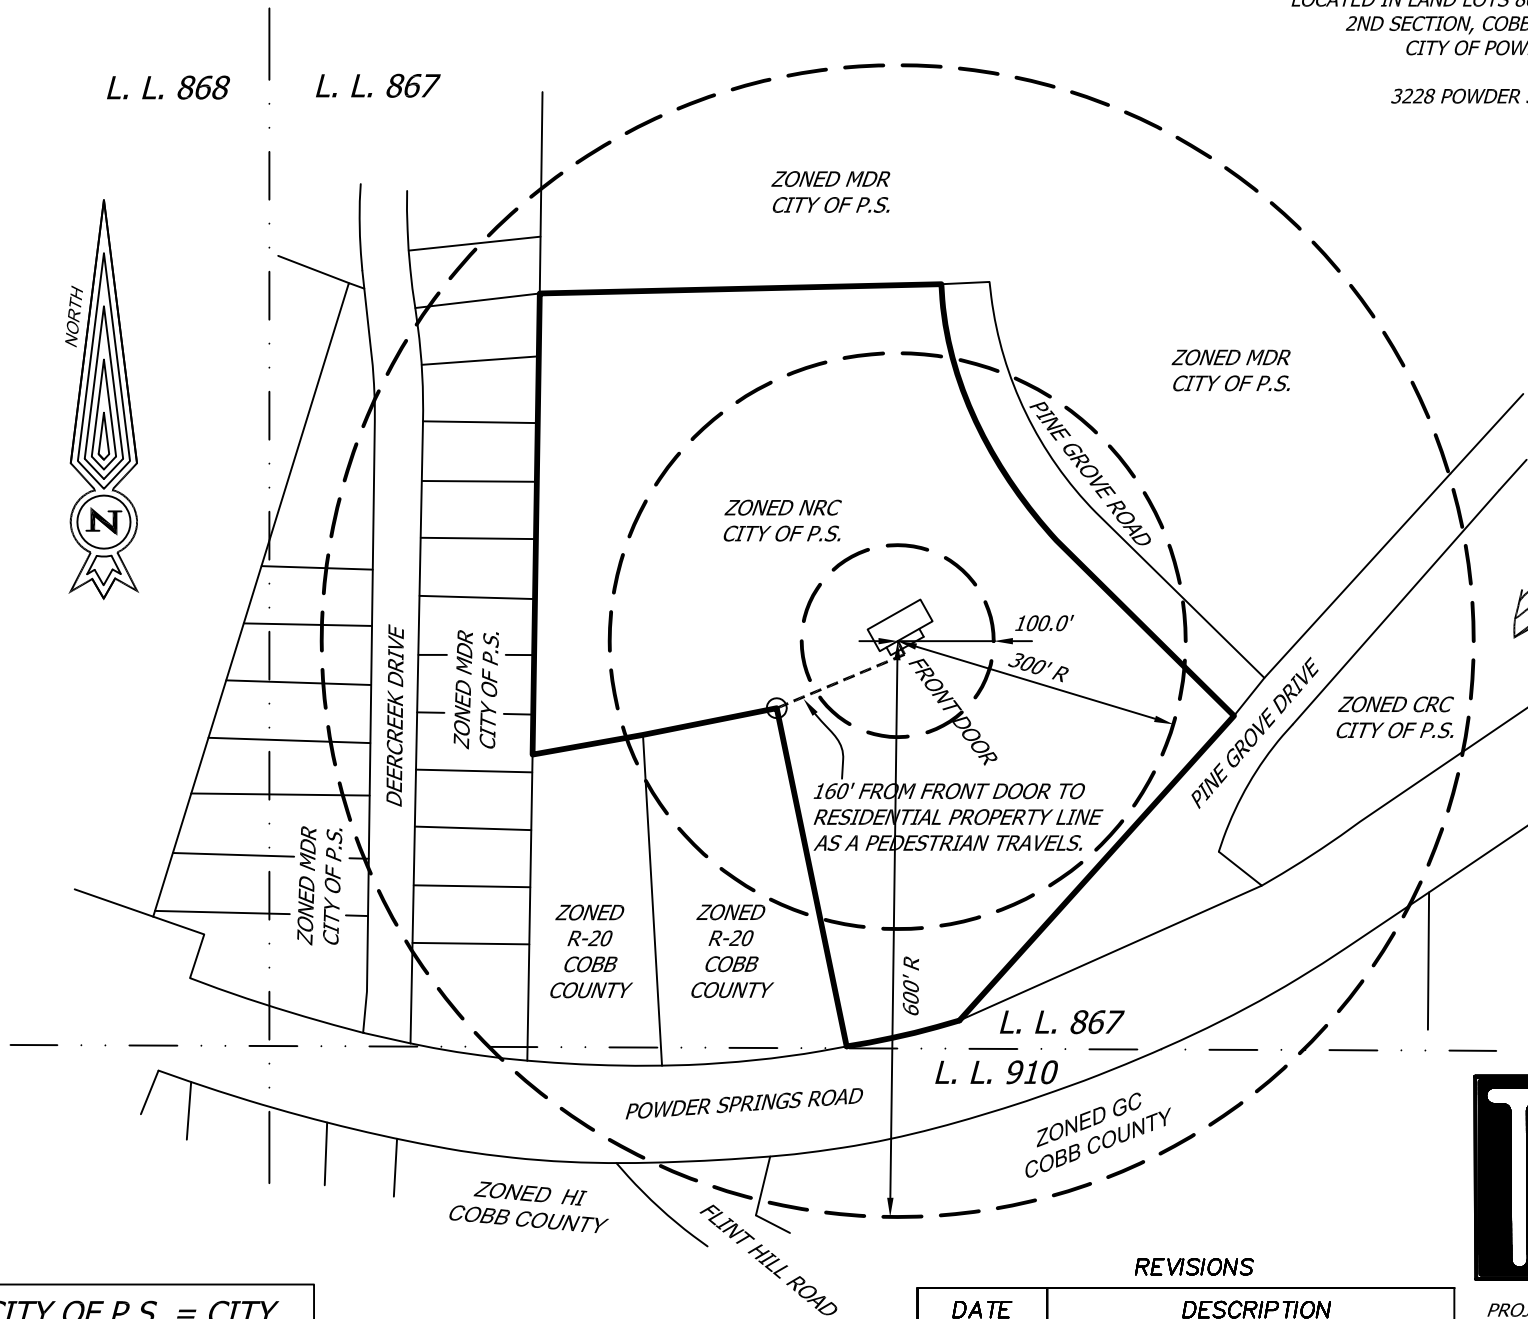 2ND SECTION, COBB
CITY OF POW
3228 POWDER
L. L. 868
L. L. 867
ZONED MDR
CITY OF P.S.
NORTH
N
ZONED MDR
CITY OF P.S.
PINE GROVE ROAD
ZONED NRC
CITY OF P.S.
100.0'
300' R
FRONT DOOR
DEERCREEK DRIVE
ZONED MDR
CITY OF P.S.
PINE GROVE DRIVE
ZONED CRC
CITY OF P.S.
160' FROM FRONT DOOR TO
RESIDENTIAL PROPERTY LINE
AS A PEDESTRIAN TRAVELS.
ZONED MDR
CITY OF P.S.
ZONED
R-20
COBB
COUNTY
ZONED
R-20
COBB
COUNTY
600' R
L. L. 867
L. L. 910
POWDER SPRINGS ROAD
ZONED GC
COBB COUNTY
ZONED HI
COBB COUNTY
FLINT HILL ROAD
REVISIONS
DATE
DESCRIPTION
CITY OF P.S. = CITY
PROJ